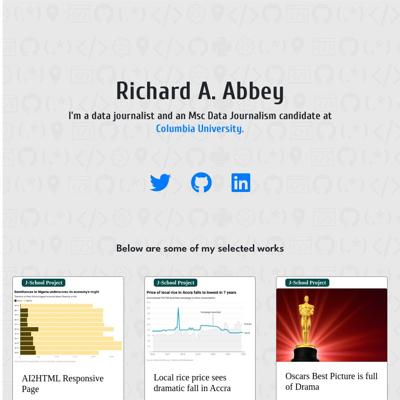 Richard A. Abbey
I'm a data journalist and an Msc Data Journalism candidate at
Columbia University.
Below are some of my selected works
J-School Project
J-School Project
J-School Project
Price of local rice in Accra falls to lowest in 7 years
AI2HTML Responsive
Page
Local rice price sees
dramatic fall in Accra
Oscars Best Picture is full
of Drama